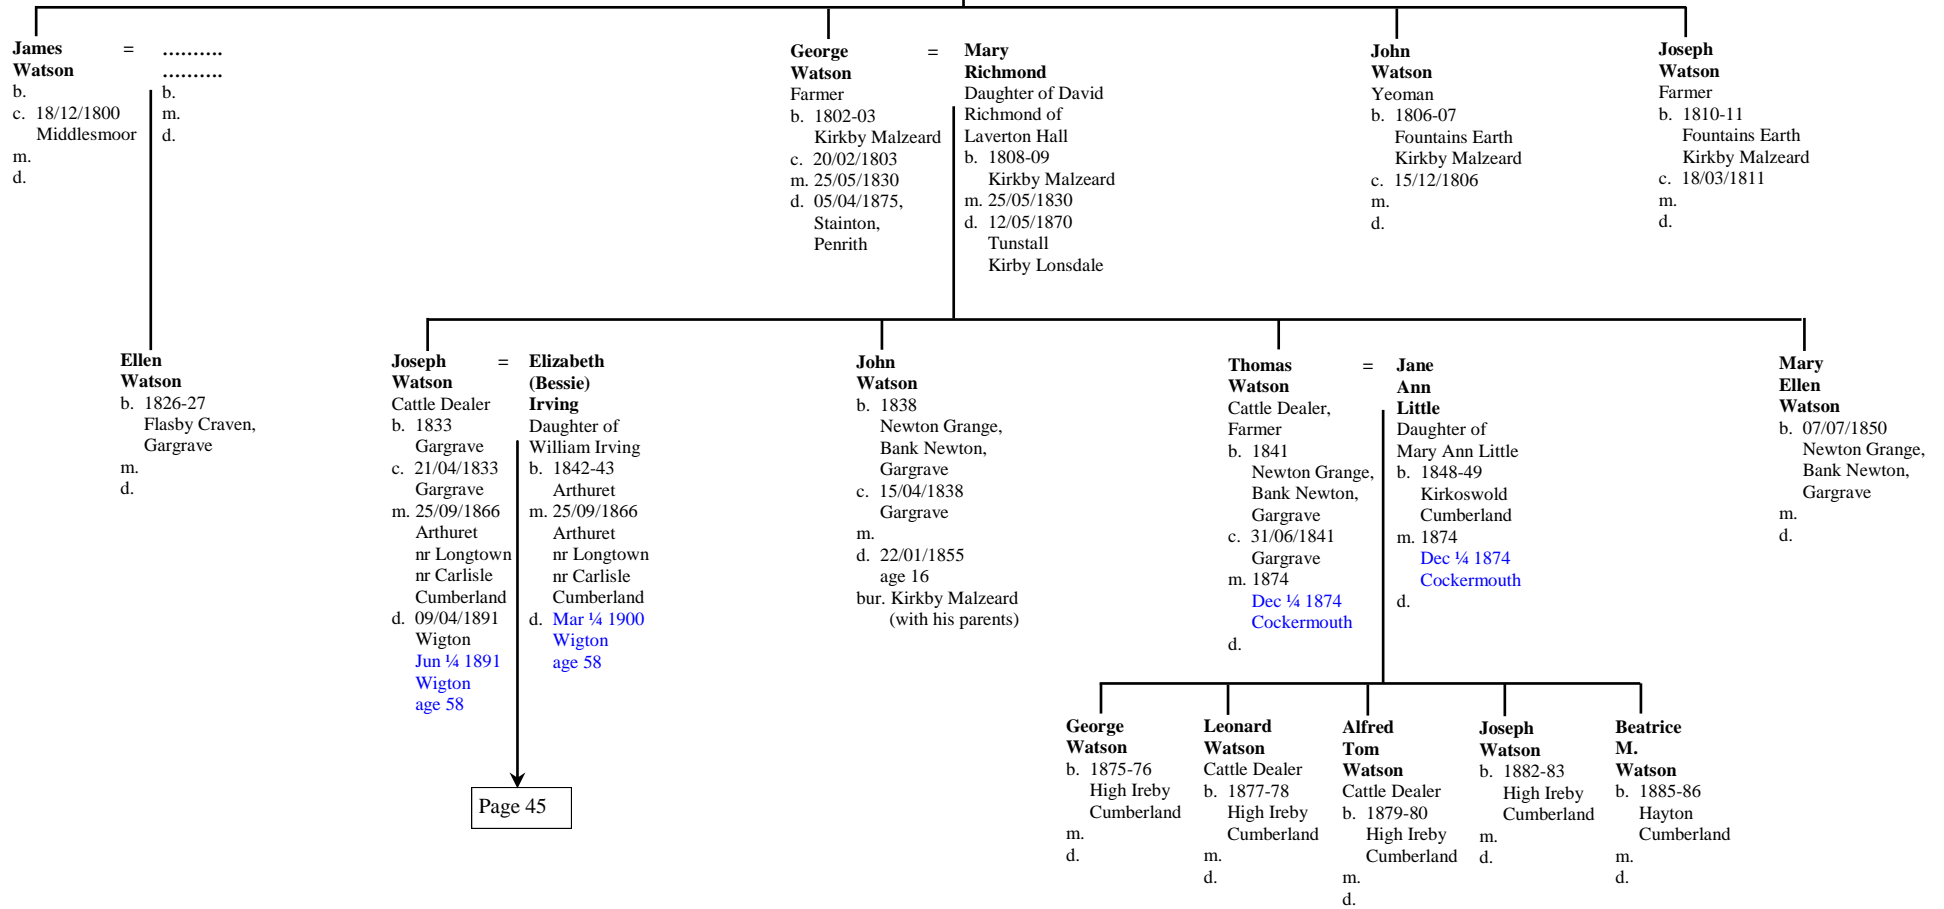 James = ..........
Watson ..........
b.
c. 18/12/1800
Middlesmoor
m.
d.
b.
m.
d.
George =
Watson
Farmer
b. 1802-03
Kirkby Malzeard
c. 20/02/1803
m. 25/05/1830
d. 05/04/1875,
Stainton,
Penrith
Mary
Richmond
Daughter of David
Richmond of
Laverton Hall
b. 1808-09
Kirkby Malzeard
m. 25/05/1830
d. 12/05/1870
Tunstall
Kirby Lonsdale
John
Watson
Yeoman
b. 1806-07
Fountains Earth
Kirkby Malzeard
c. 15/12/1806
m.
d.
Joseph
Watson
Farmer
b. 1810-11
Fountains Earth
Kirkby Malzeard
c. 18/03/1811
m.
d.
Ellen
Watson
b. 1826-27
Flasby Craven,
Gargrave
m.
d.
Joseph =
Watson
Cattle Dealer
b. 1833
Gargrave
c. 21/04/1833
Gargrave
m. 25/09/1866
Arthuret
nr Longtown
nr Carlisle
Cumberland
d. 09/04/1891
Wigton
Jun ¼ 1891
Wigton
age 58
Elizabeth
(Bessie)
Irving
Daughter of
William Irving
b. 1842-43
Arthuret
m. 25/09/1866
Arthuret
nr Longtown
nr Carlisle
Cumberland
d. Mar ¼ 1900
Wigton
age 58
Page 45
John
Watson
b. 1838
Newton Grange,
Bank Newton,
Gargrave
c. 15/04/1838
Gargrave
m.
d. 22/01/1855
age 16
bur. Kirkby Malzeard
(with his parents)
Thomas =
Watson
Cattle Dealer,
Farmer
b. 1841
Newton Grange,
Bank Newton,
Gargrave
c. 31/06/1841
Gargrave
m. 1874
Dec ¼ 1874
Cockermouth
d.
Jane
Ann
Little
Daughter of
Mary Ann Little
b. 1848-49
Kirkoswold
Cumberland
m. 1874
Dec ¼ 1874
Cockermouth
d.
Mary
Ellen
Watson
b. 07/07/1850
Newton Grange,
Bank Newton,
Gargrave
m.
d.
George
Watson
b. 1875-76
High Ireby
Cumberland
m.
d.
Leonard
Watson
Cattle Dealer
b. 1877-78
High Ireby
Cumberland
m.
d.
Alfred
Tom
Watson
Cattle Dealer
b. 1879-80
High Ireby
Cumberland
m.
d.
Joseph
Watson
b. 1882-83
High Ireby
Cumberland
m.
d.
Beatrice
M.
Watson
b. 1885-86
Hayton
Cumberland
m.
d.